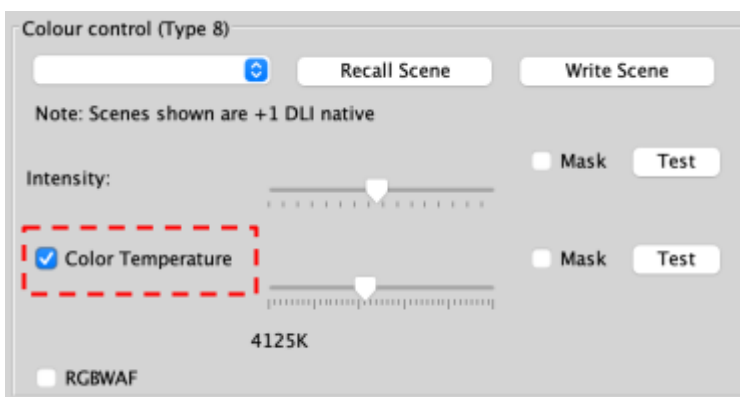 Colour control (Type 8)
Recall Scene Write Scene
Note: Scenes shown are +1 DLI native
Intensity: Mask Test
Color Temperature Mask Test
4125K
RGBWAF